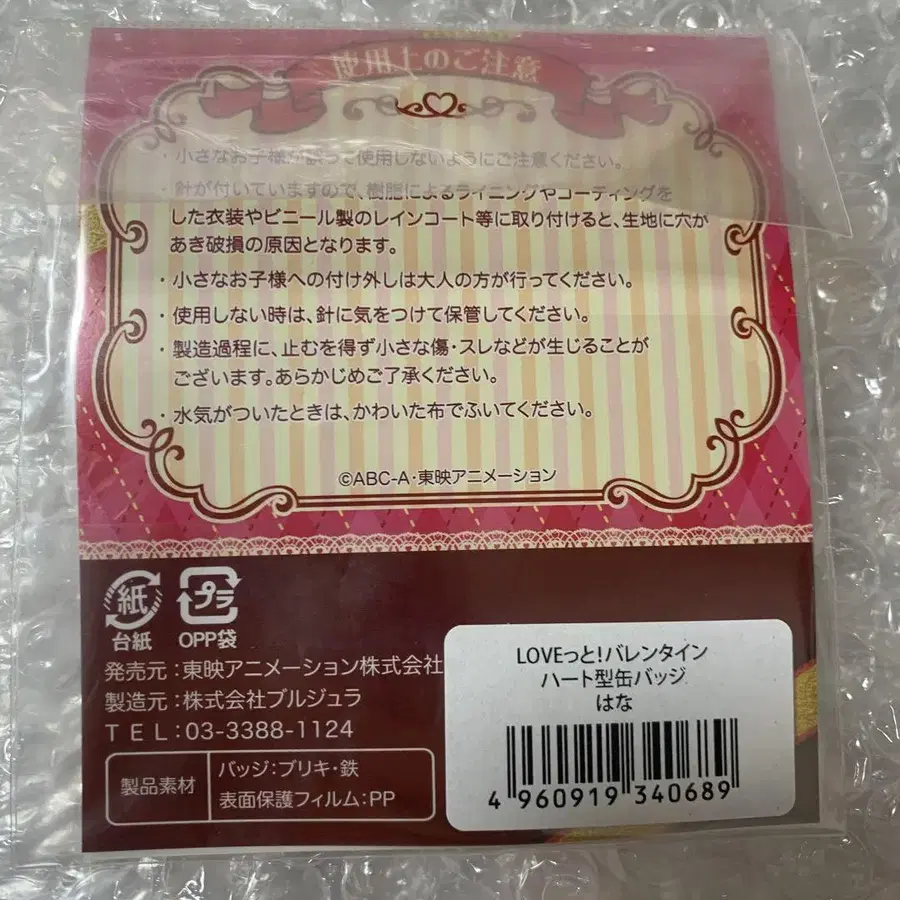 使用上のご注意
・小さなお子様が誤って使用しないようにご注意ください。
・針が付いていますので、樹脂によるライニングやコーティングを
した衣装やビニール製のレインコート等に取り付けると、生地に穴が
あき破損の原因となります。
・小さなお子様への付け外しは大人の方が行ってください。
・使用しない時は、針に気をつけて保管してください。
・製造過程に、止むを得ず小さな傷・スレなどが生じることが
ございます。あらかじめご了承ください。
・水気がついたときは、かわいた布でふいてください。
©ABC-A・東映アニメーション
紙 プラ
台紙 OPP袋
発売元:東映アニメーション株式会社
製造元:株式会社ブルジュラ
TEL:03-3388-1124
製品素材
バッジ:ブリキ・鉄
表面保護フィルム:PP
LOVEっと!バレンタイン
ハート型缶バッジ
はな
4 960919 340689